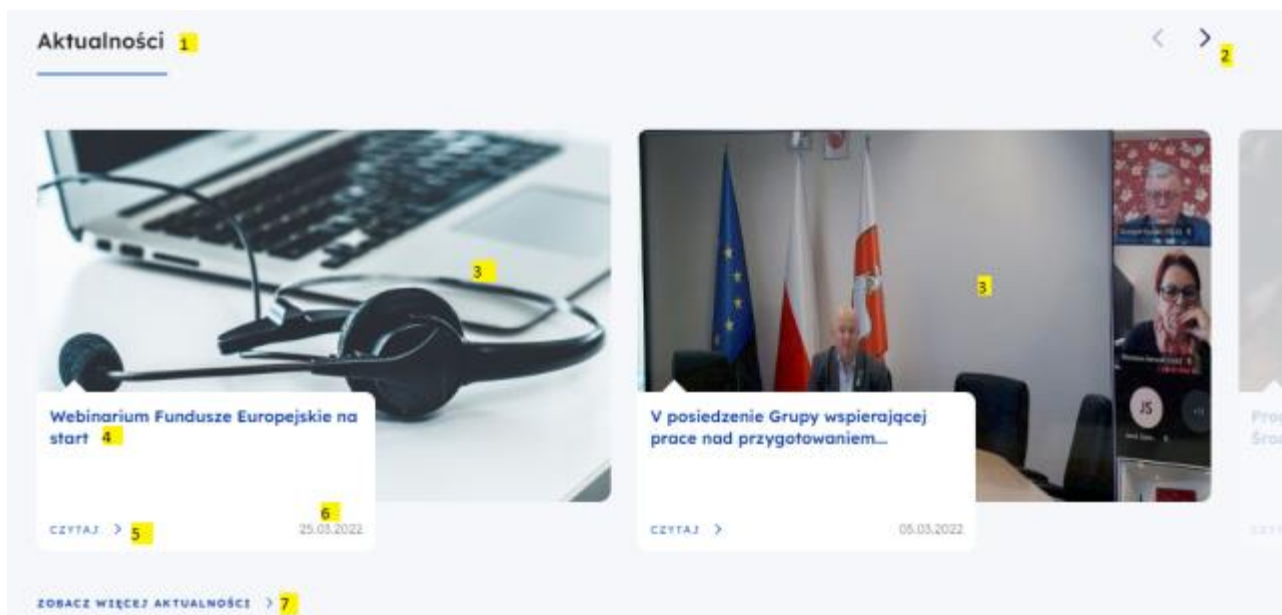 Aktualności 1
2
3
3
Webinarium Fundusze Europejskie na
start 4
V posiedzenie Grupy wspierającej
prace nad przygotowaniem...
JS
6
CZYTAJ > 5
25.03.2022
CZYTAJ >
05.03.2022
ZOBACZ WIĘCEJ AKTUALNOŚCI > 7